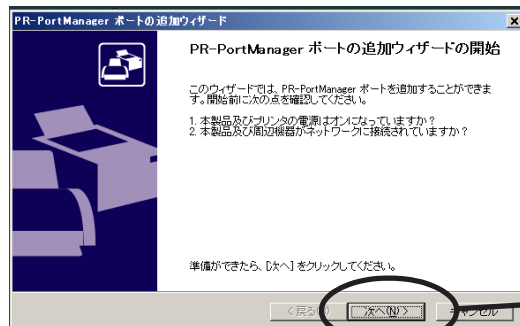 PR-PortManager ポートの追加ウィザード
PR-PortManager ポートの追加ウィザードの開始
このウィザードでは、PR-PortManager ポートを追加することができま
す。開始前に次の点を確認してください。
1. 本製品及びプリンタの電源はオンになっていますか？
2. 本製品及び周辺機器がネットワークに接続されていますか？
準備ができたら、[次へ] をクリックしてください。
< 戻る 次へ(N) > キャンセル